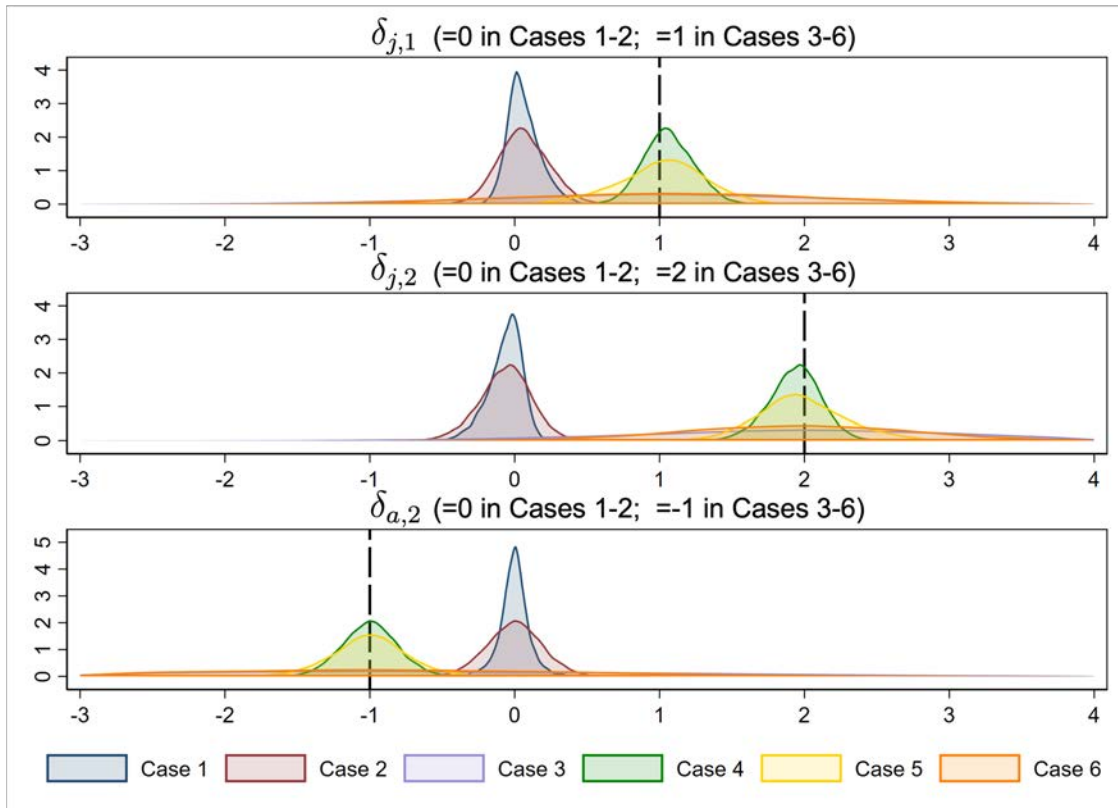 δj,1 (=0 in Cases 1-2; =1 in Cases 3-6)
4
3
2
1
0
-3 -2 -1 0 1 2 3 4
δj,2 (=0 in Cases 1-2; =2 in Cases 3-6)
4
3
2
1
0
-3 -2 -1 0 1 2 3 4
δa,2 (=0 in Cases 1-2; =-1 in Cases 3-6)
5
4
3
2
1
0
-3 -2 -1 0 1 2 3 4
Case 1 Case 2 Case 3 Case 4 Case 5 Case 6